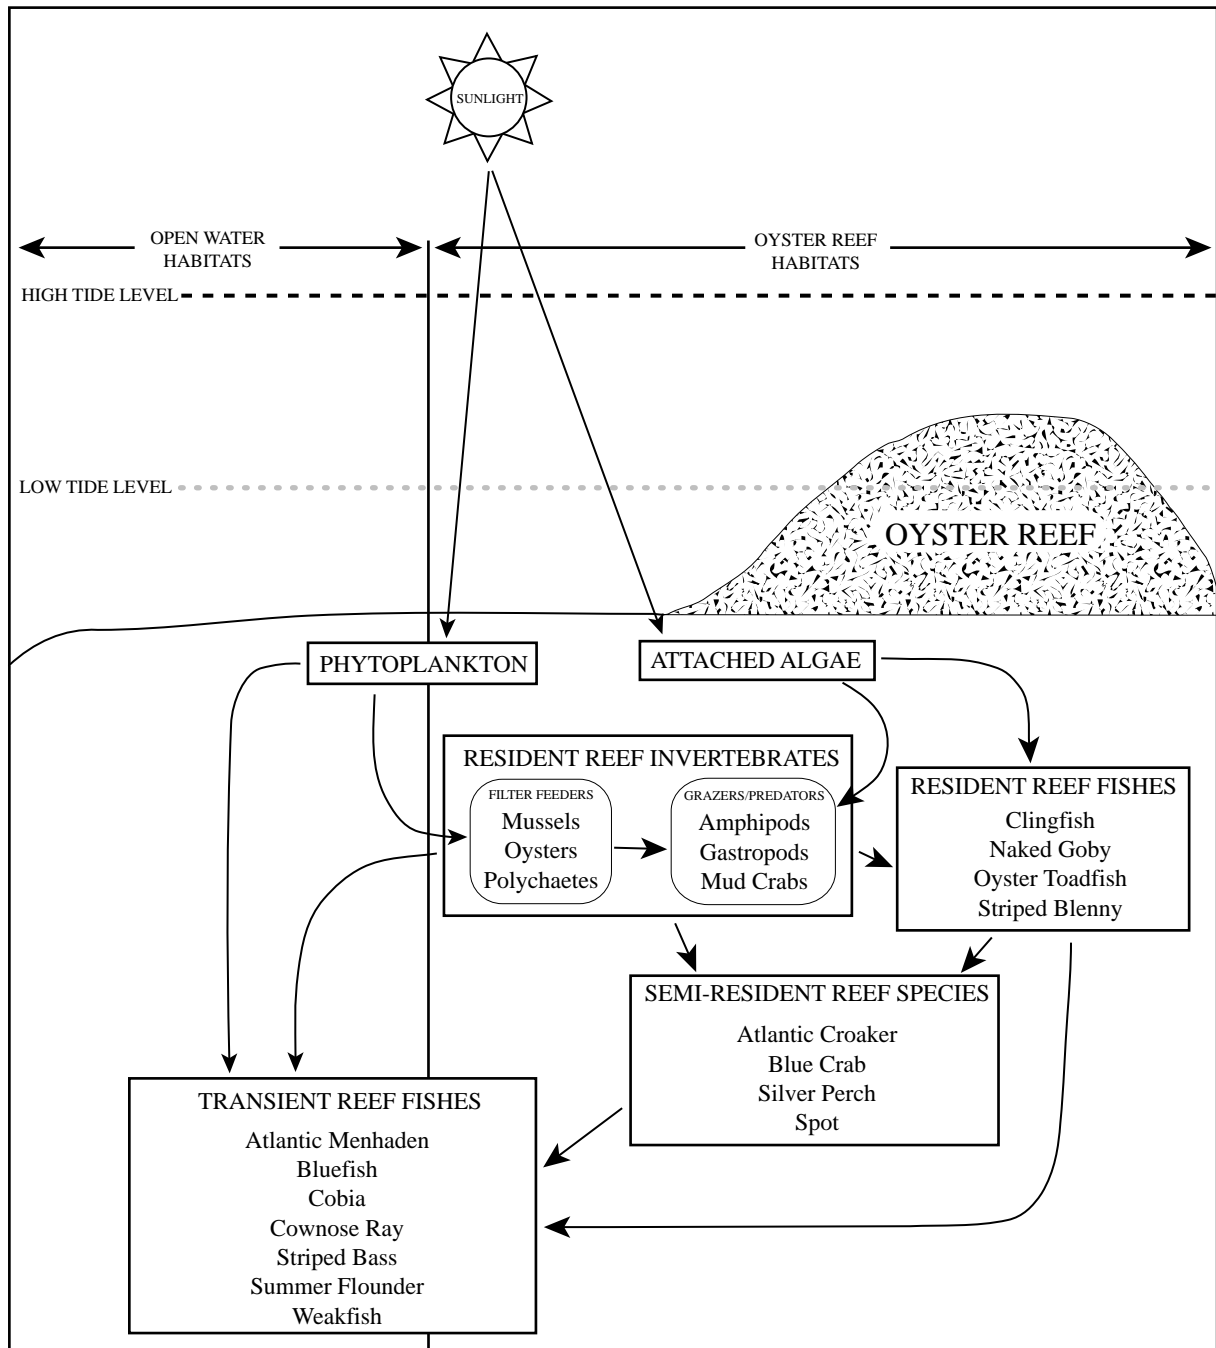 SUNLIGHT
OPEN WATER
HABITATS
OYSTER REEF
HABITATS
HIGH TIDE LEVEL
LOW TIDE LEVEL
OYSTER REEF
PHYTOPLANKTON
ATTACHED ALGAE
RESIDENT REEF INVERTEBRATES
FILTER FEEDERS
Mussels
Oysters
Polychaetes
GRAZERS/PREDATORS
Amphipods
Gastropods
Mud Crabs
RESIDENT REEF FISHES
Clingfish
Naked Goby
Oyster Toadfish
Striped Blenny
SEMI-RESIDENT REEF SPECIES
Atlantic Croaker
Blue Crab
Silver Perch
Spot
TRANSIENT REEF FISHES
Atlantic Menhaden
Bluefish
Cobia
Cownose Ray
Striped Bass
Summer Flounder
Weakfish